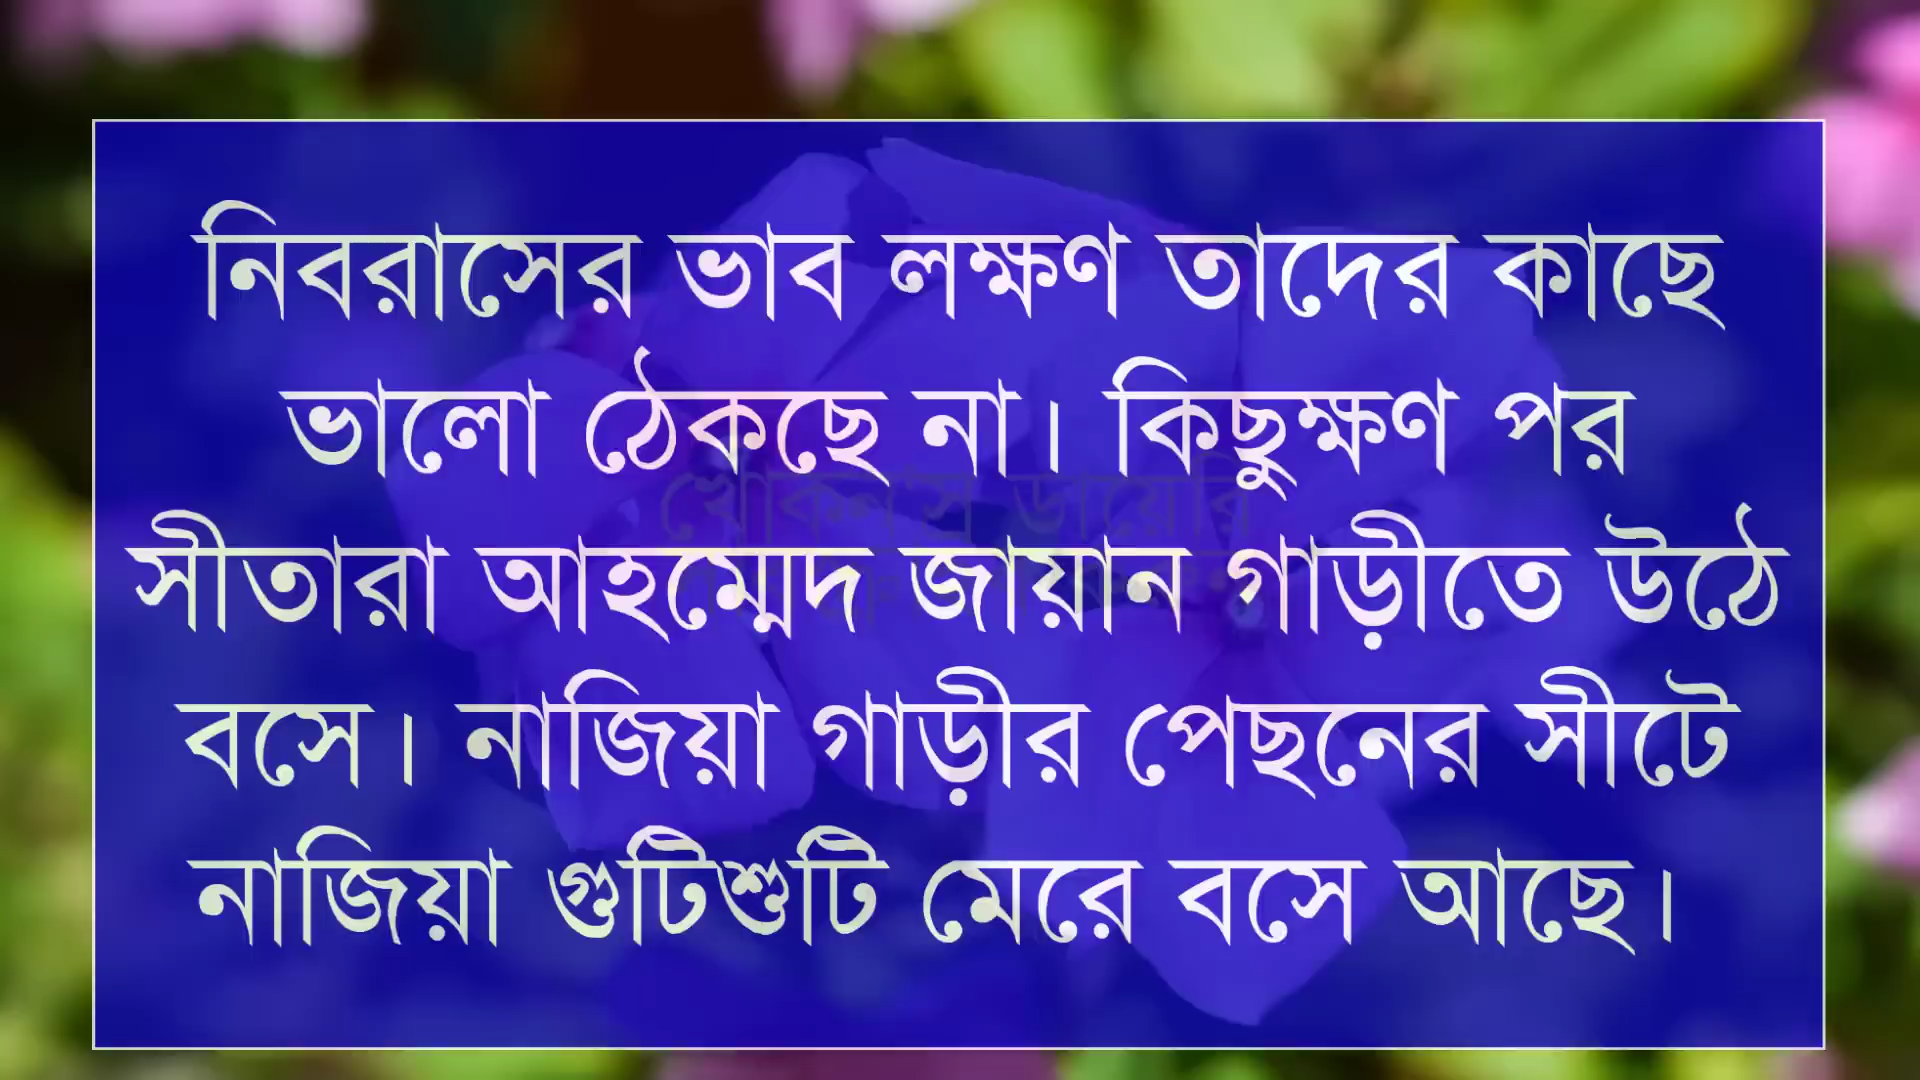 নিবরাসের ভাব লক্ষণ তাদের কাছে
ভালো ঠেকছে না। কিছুক্ষণ পর
সীতারা আহম্মেদ জায়ান গাড়ীতে উঠে
বসে। নাজিয়া গাড়ীর পেছনের সীটে
নাজিয়া গুটিশুটি মেরে বসে আছে।